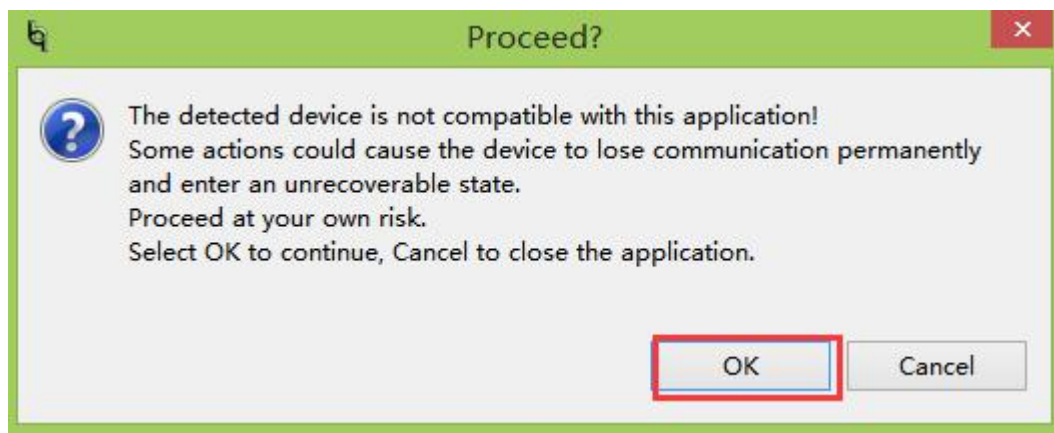 Proceed?
The detected device is not compatible with this application!
Some actions could cause the device to lose communication permanently
and enter an unrecoverable state.
Proceed at your own risk.
Select OK to continue, Cancel to close the application.
OK
Cancel